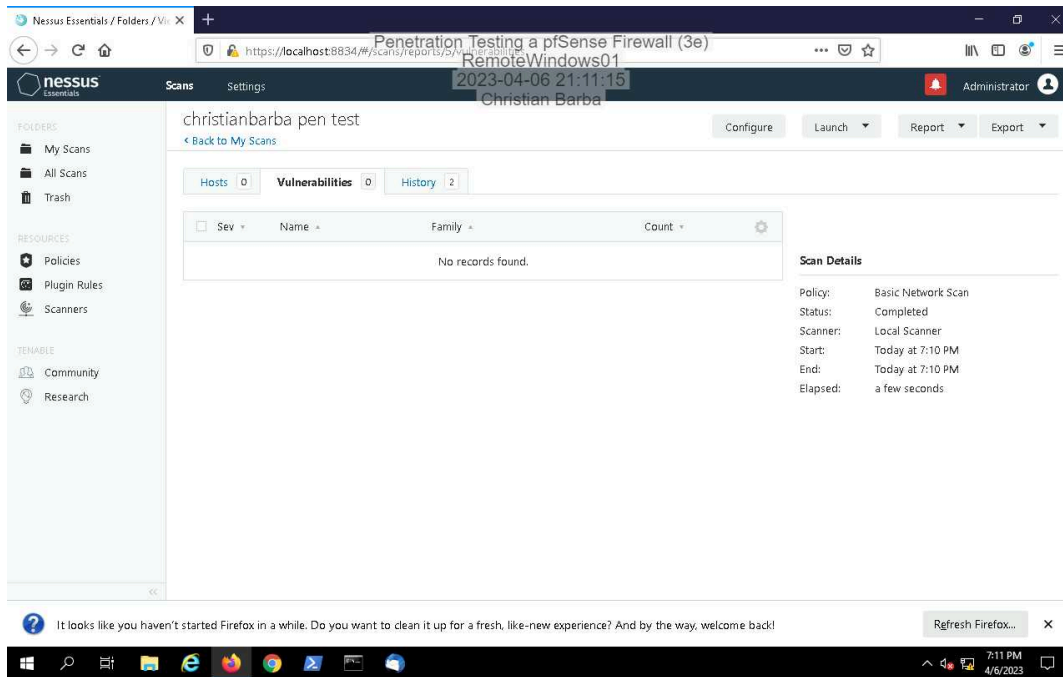 Nessus Essentials / Folders / Vi
Penetration Testing a pfSense Firewall (3e)
RemoteWindows01
2023-04-06 21:11:15
Christian Barba
https://localhost:8834/#/scans/reports/5/vulnerabilities
nessus
Essentials
Scans Settings
Administrator
FOLDERS
My Scans
All Scans
Trash
RESOURCES
Policies
Plugin Rules
Scanners
TENABLE
Community
Research
christianbarba pen test
< Back to My Scans
Configure Launch Report Export
Hosts 0 Vulnerabilities 0 History 2
Sev Name Family Count
No records found.
Scan Details
Policy: Basic Network Scan
Status: Completed
Scanner: Local Scanner
Start: Today at 7:10 PM
End: Today at 7:10 PM
Elapsed: a few seconds
It looks like you haven't started Firefox in a while. Do you want to clean it up for a fresh, like-new experience? And by the way, welcome back!
Refresh Firefox...
7:11 PM
4/6/2023